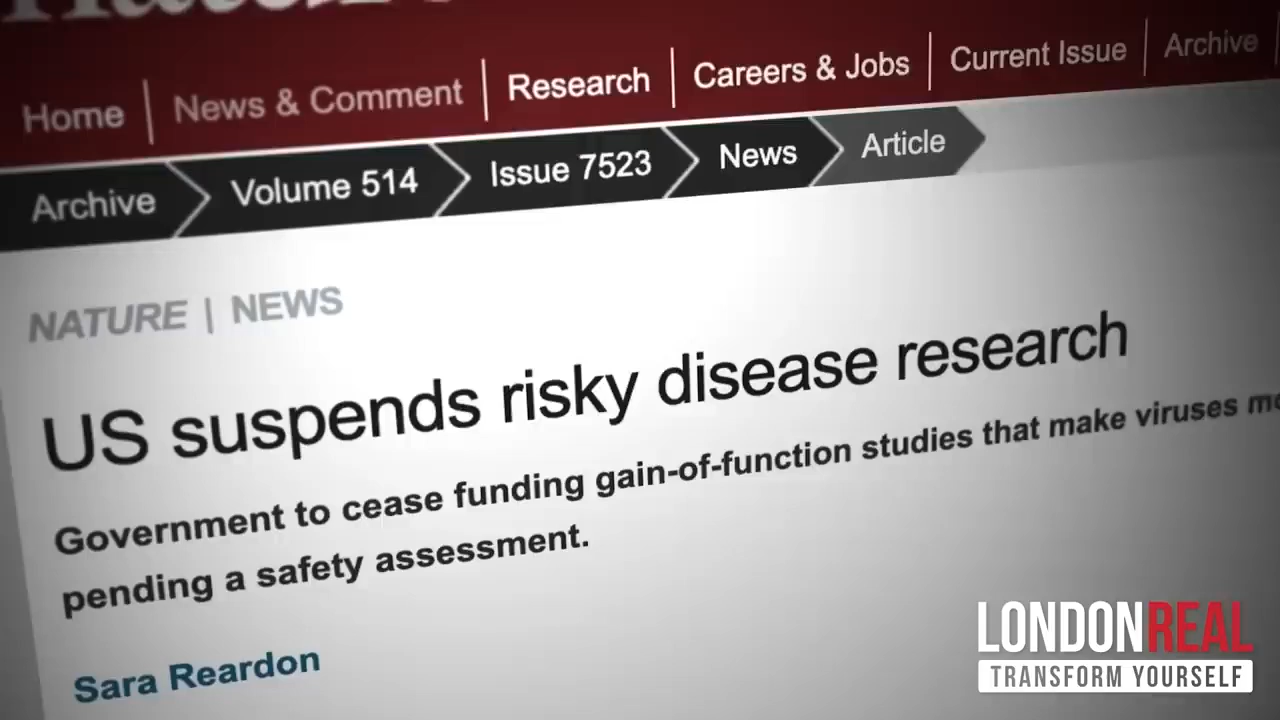 Home | News & Comment | Research | Careers & Jobs | Current Issue | Archive
Archive Volume 514 Issue 7523 News Article
NATURE | NEWS
US suspends risky disease research
Government to cease funding gain-of-function studies that make viruses
pending a safety assessment.
Sara Reardon
LONDONREAL
TRANSFORM YOURSELF